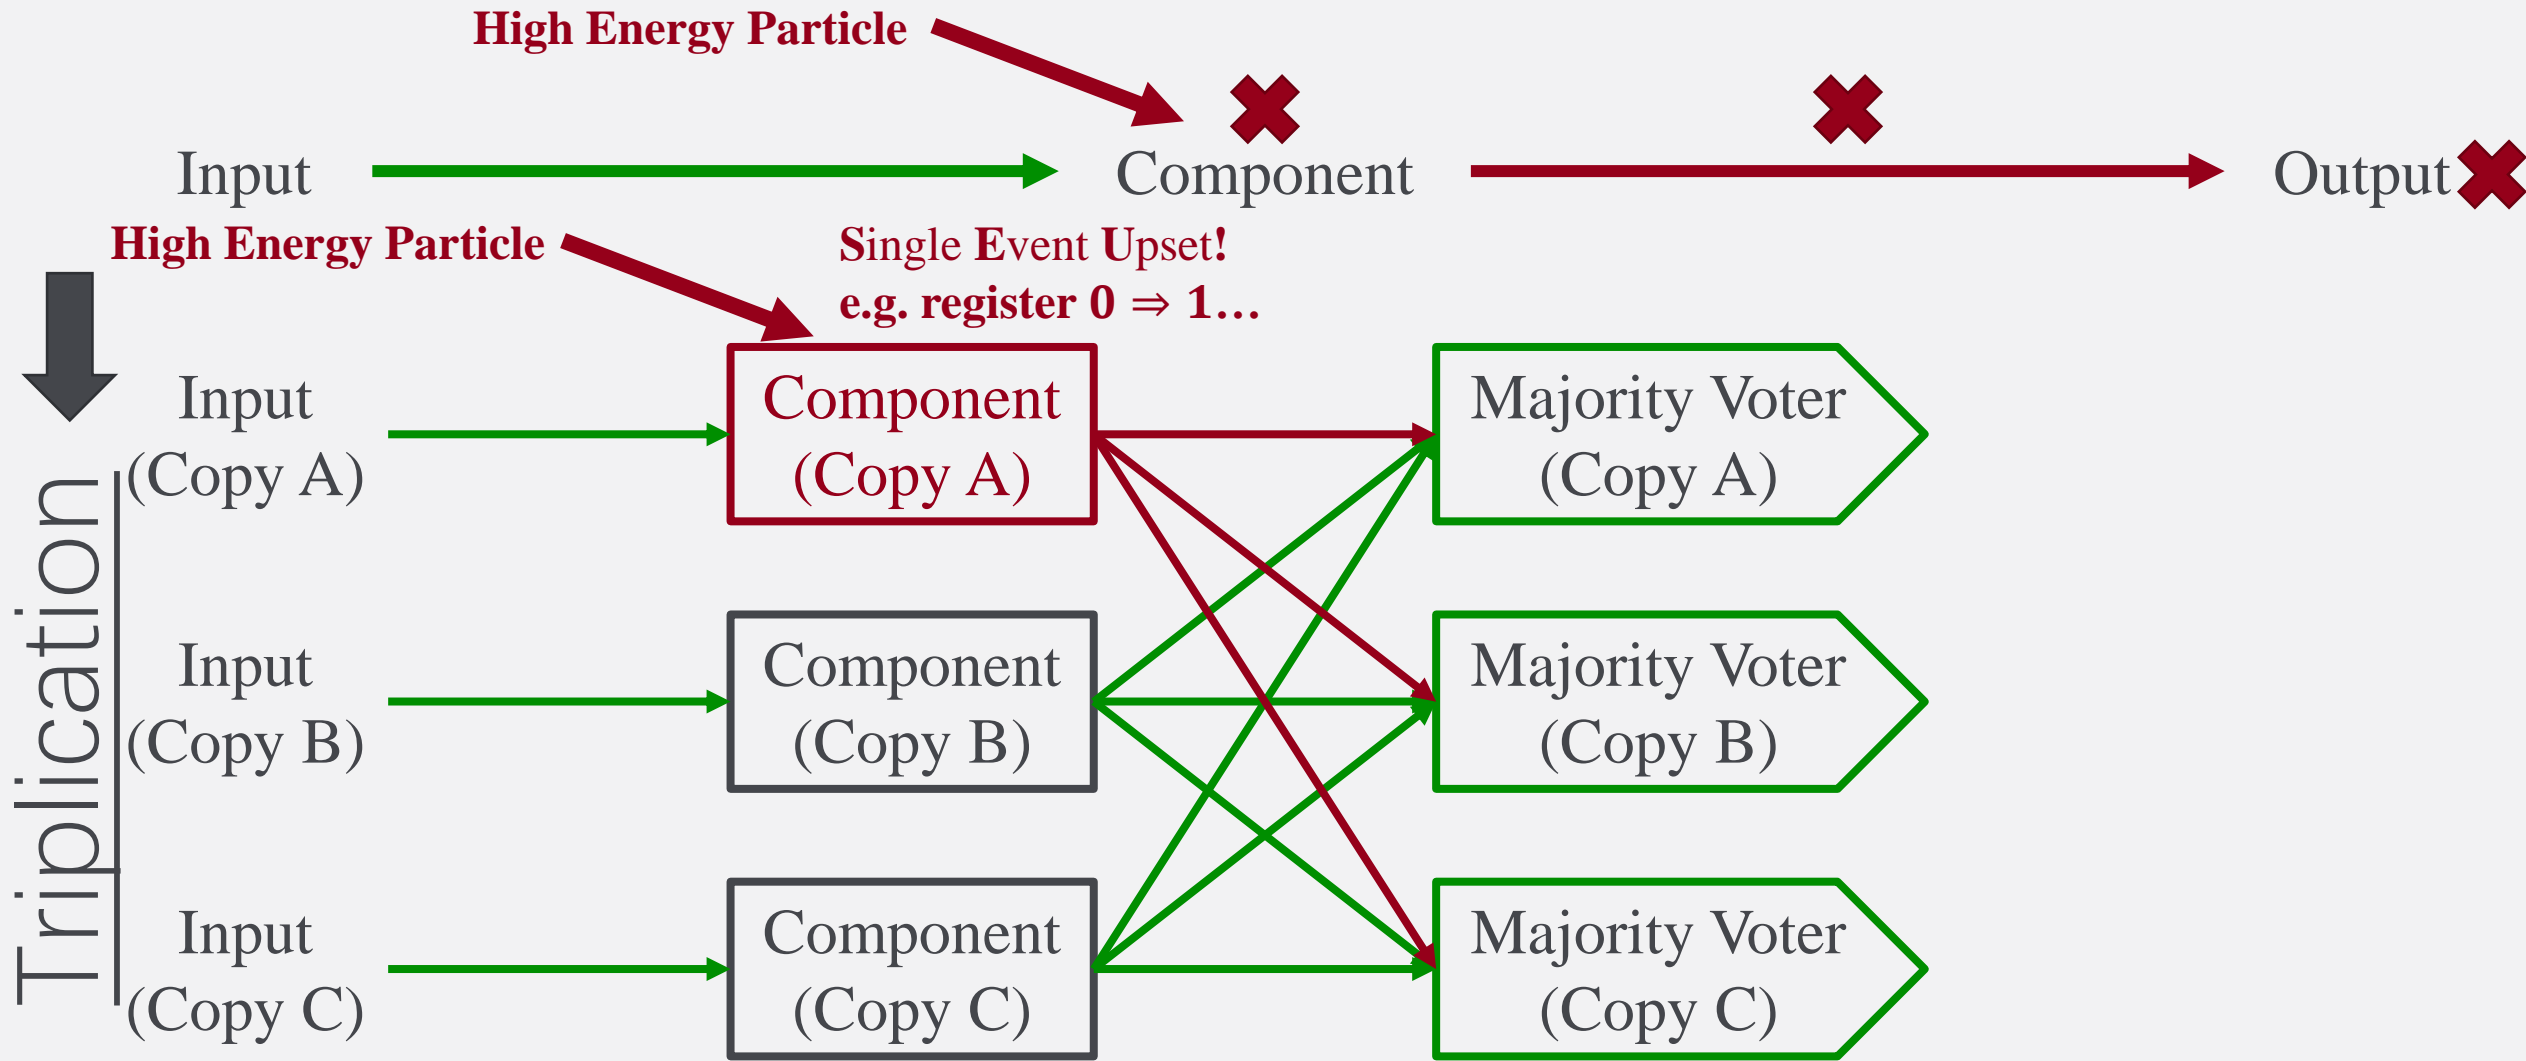 High Energy Particle
Input
Component
Output
High Energy Particle
Single Event Upset!
e.g. register 0 ⇒ 1…
Triplication
Input
(Copy A)
Component
(Copy A)
Majority Voter
(Copy A)
Input
(Copy B)
Component
(Copy B)
Majority Voter
(Copy B)
Input
(Copy C)
Component
(Copy C)
Majority Voter
(Copy C)